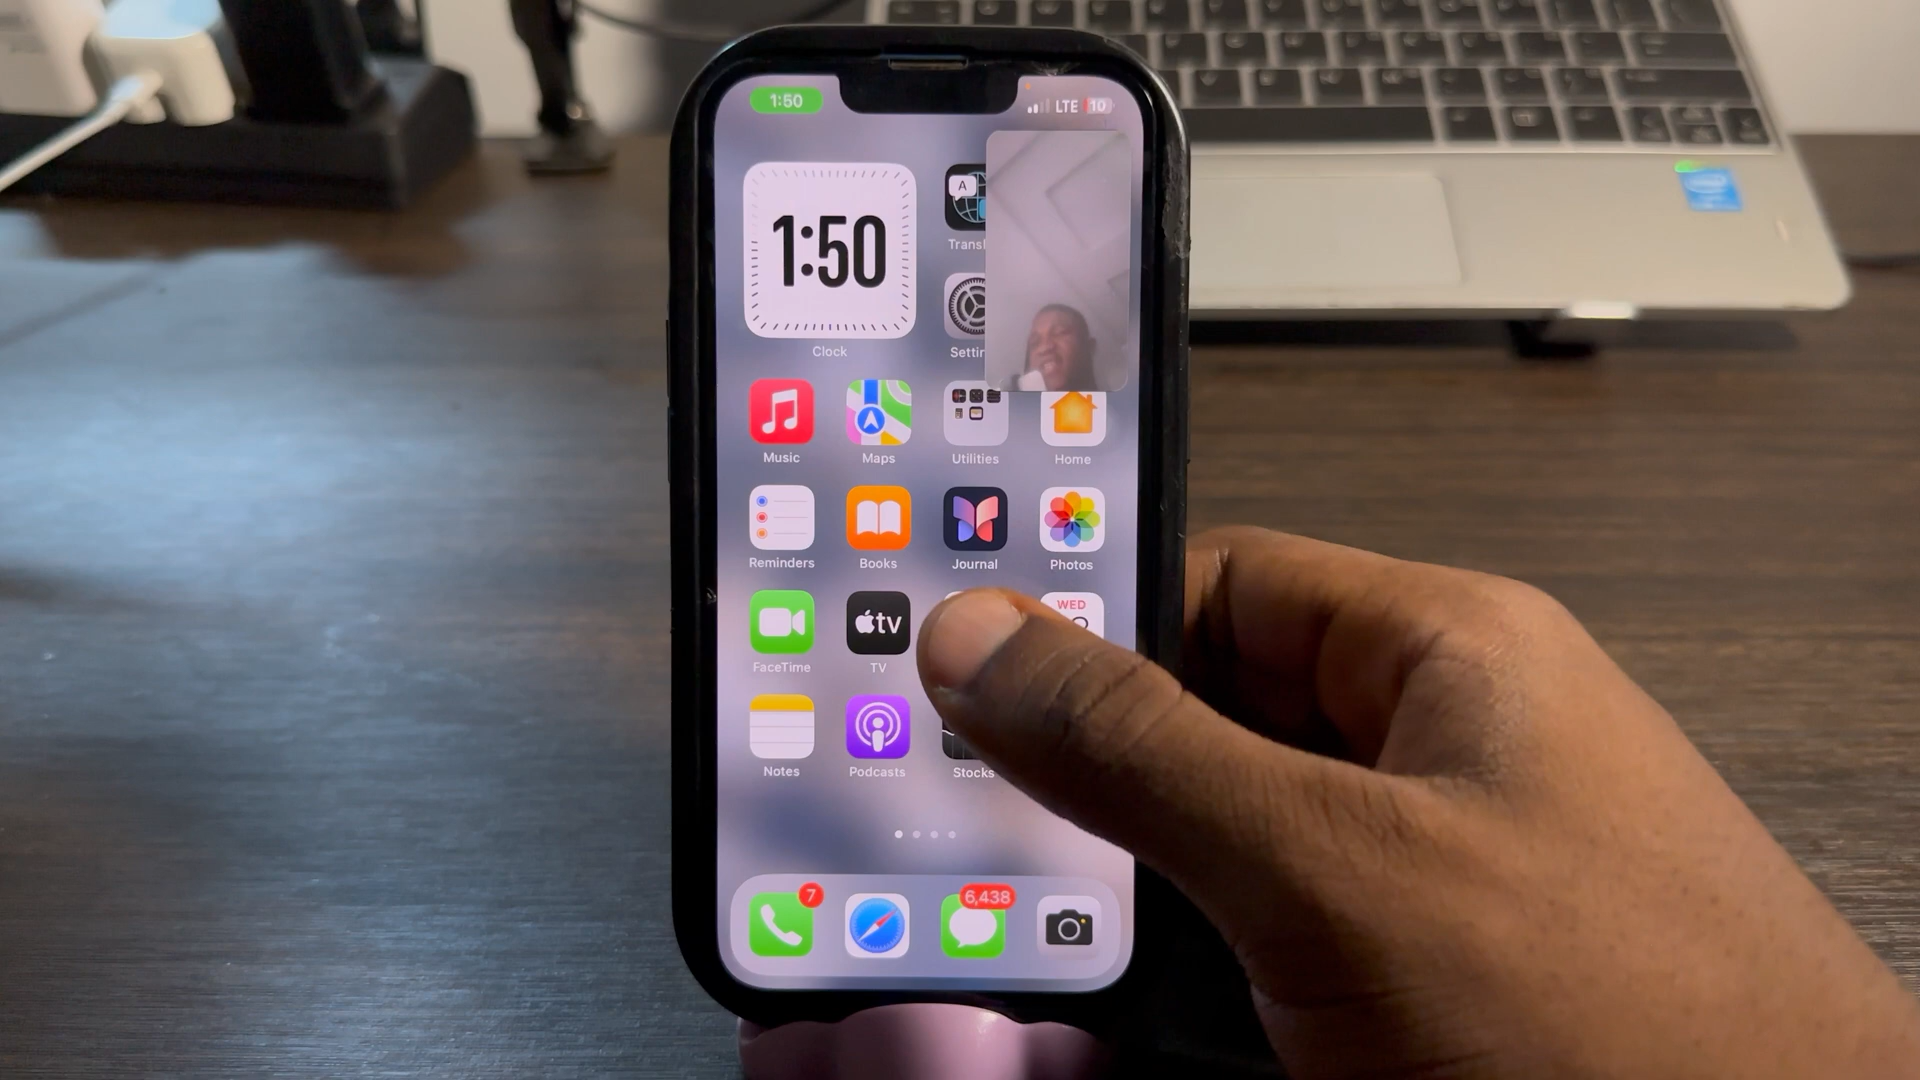 1:50
LTE 10
1:50
A
Transl
Clock
Settin
Music Maps Utilities Home
Reminders Books Journal Photos
WED
tv
FaceTime TV
Notes Podcasts Stocks
7
6,438